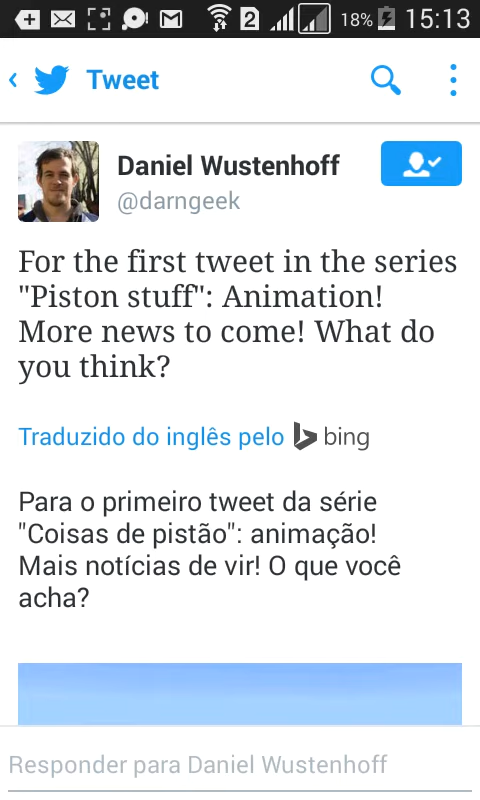 2 18% 15:13
Tweet
Daniel Wustenhoff
@darngeek
For the first tweet in the series
"Piston stuff": Animation!
More news to come! What do
you think?
Traduzido do inglês pelo bing
Para o primeiro tweet da série
"Coisas de pistão": animação!
Mais notícias de vir! O que você
acha?
Responder para Daniel Wustenhoff